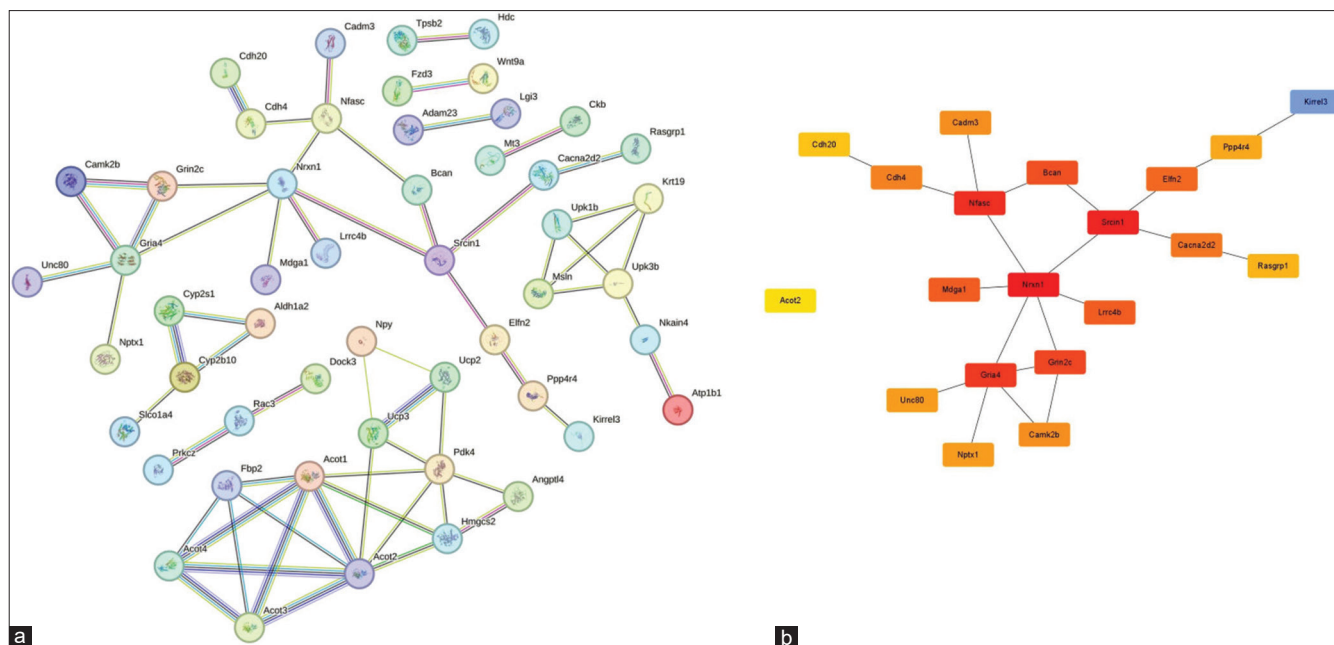 Cadm3
Tpsb2
Hdc
Cdh20
Fzd3
Wnt9a
Cdh4
Nfasc
Adam23
Lgi3
Ckb
Mt3
Rasgrp1
Camk2b
Grin2c
Nrxn1
Bcan
Cacna2d2
Krt19
Upk1b
Gria4
Lrrc4b
Srcin1
Unc80
Mdga1
Msln
Upk3b
Cyp2s1
Aldh1a2
Nptx1
Npy
Elfn2
Nkain4
Cyp2b10
Dock3
Ucp2
Slco1a4
Rac3
Ucp3
Ppp4r4
Kirrel3
Atp1b1
Prkcz
Fbp2
Acot1
Pdk4
Angptl4
Hmgcs2
Acot4
Acot2
Acot3
a
Kirrel3
Cadm3
Cdh20
Ppp4r4
Cdh4
Bcan
Elfn2
Nfasc
Srcin1
Cacna2d2
Rasgrp1
Mdga1
Nrxn1
Acot2
Lrrc4b
Gria4
Grin2c
Unc80
Camk2b
Nptx1
b